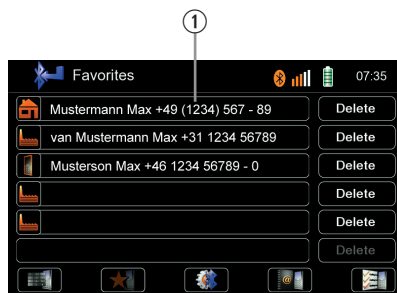 1
Favorites 07:35
Mustermann Max +49 (1234) 567 - 89 Delete
van Mustermann Max +31 1234 56789 Delete
Musterson Max +46 1234 56789 - 0 Delete
Delete
Delete
Delete
@